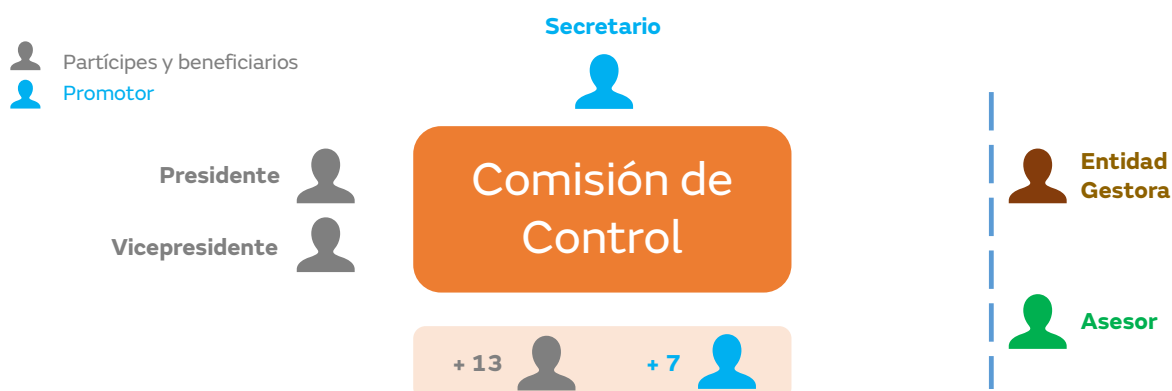 Secretario
Partícipes y beneficiarios
Promotor
Presidente
Vicepresidente
Comisión de
Control
Entidad
Gestora
Asesor
+ 13
+ 7